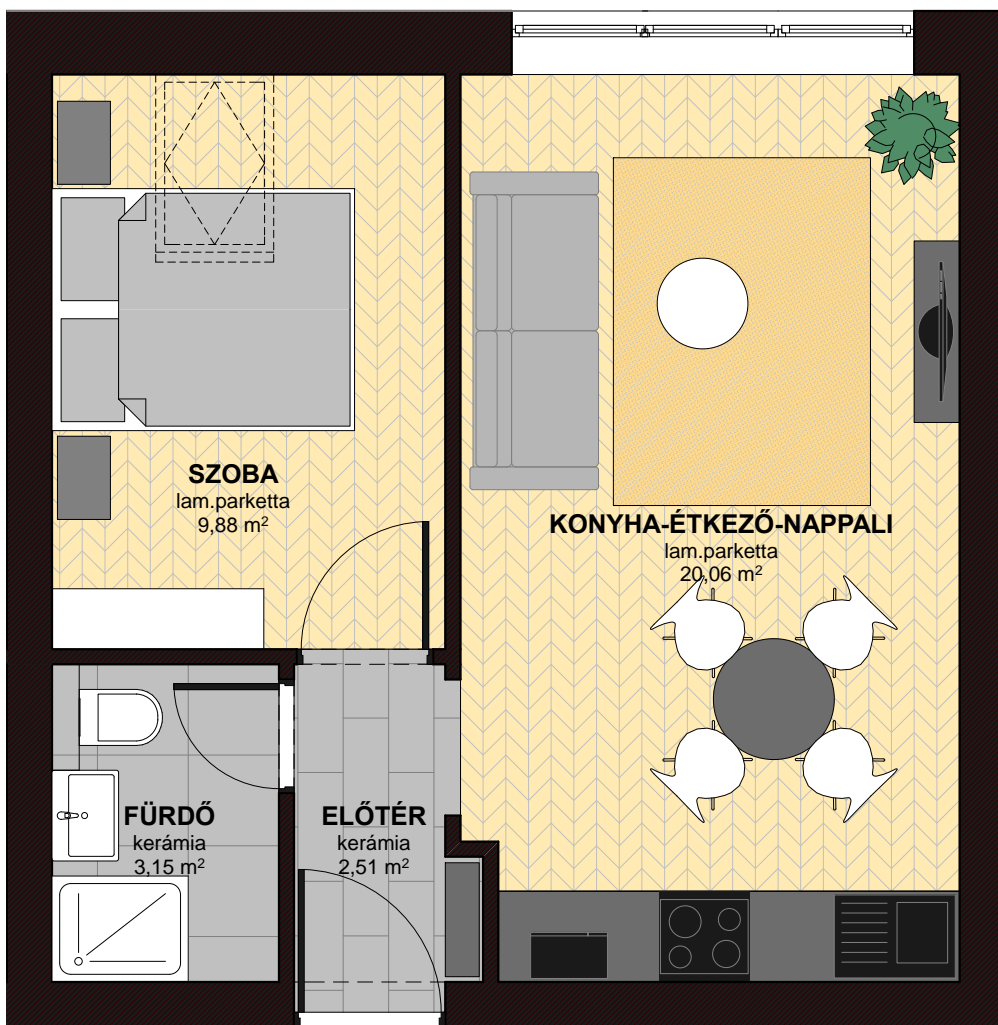 SZOBA
lam.parketta
9,88 m²
KONYHA-ÉTKEZŐ-NAPPALI
lam.parketta
20,06 m²
FÜRDŐ
kerámia
3,15 m²
ELŐTÉR
kerámia
2,51 m²